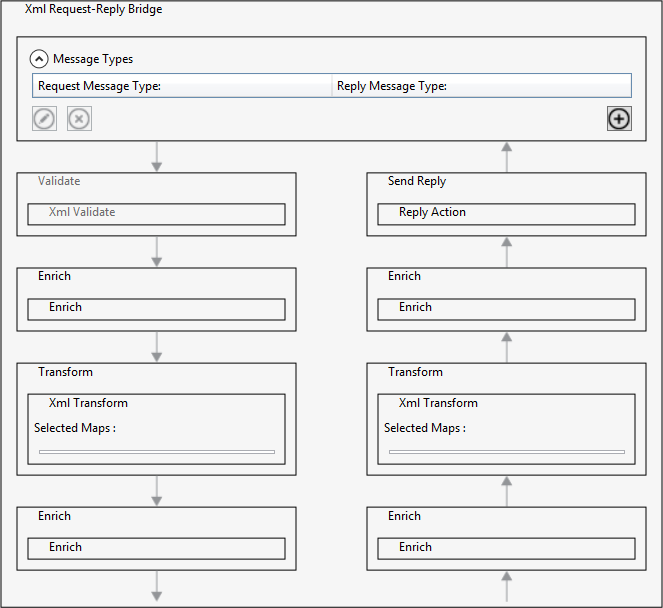 Xml Request-Reply Bridge
Message Types
Request Message Type: Reply Message Type:
Validate
Xml Validate
Enrich
Enrich
Transform
Xml Transform
Selected Maps :
Enrich
Enrich
Send Reply
Reply Action
Enrich
Enrich
Transform
Xml Transform
Selected Maps :
Enrich
Enrich